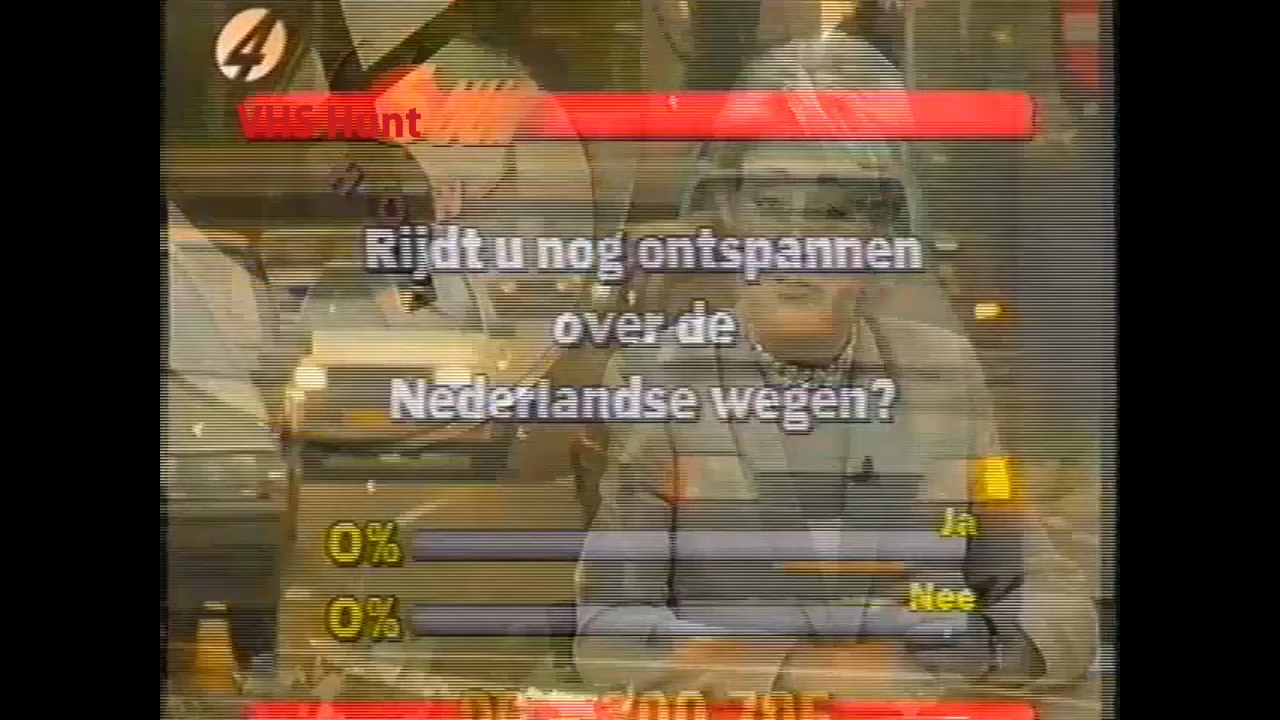 4
VHS Hunt
Rijdt u nog ontspannen
over de
Nederlandse wegen?
Ja
0%
Nee
0%